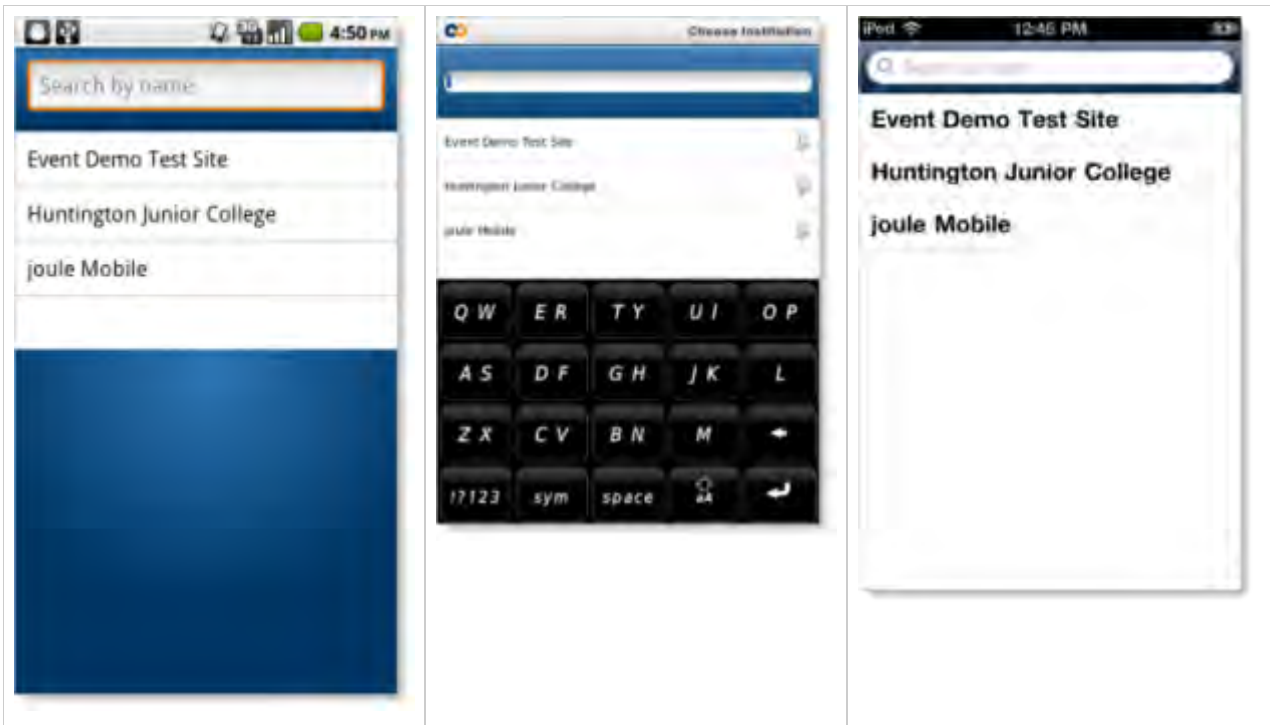 4:50 PM
Search by name
Event Demo Test Site
Huntington Junior College
joule Mobile
Choose Institution
Event Demo Test Site
Huntington Junior College
joule Mobile
Q W E R T Y U I O P
A S D F G H J K L
Z X C V B N M
!?123 sym space aA
iPod 12:46 PM
Event Demo Test Site
Huntington Junior College
joule Mobile